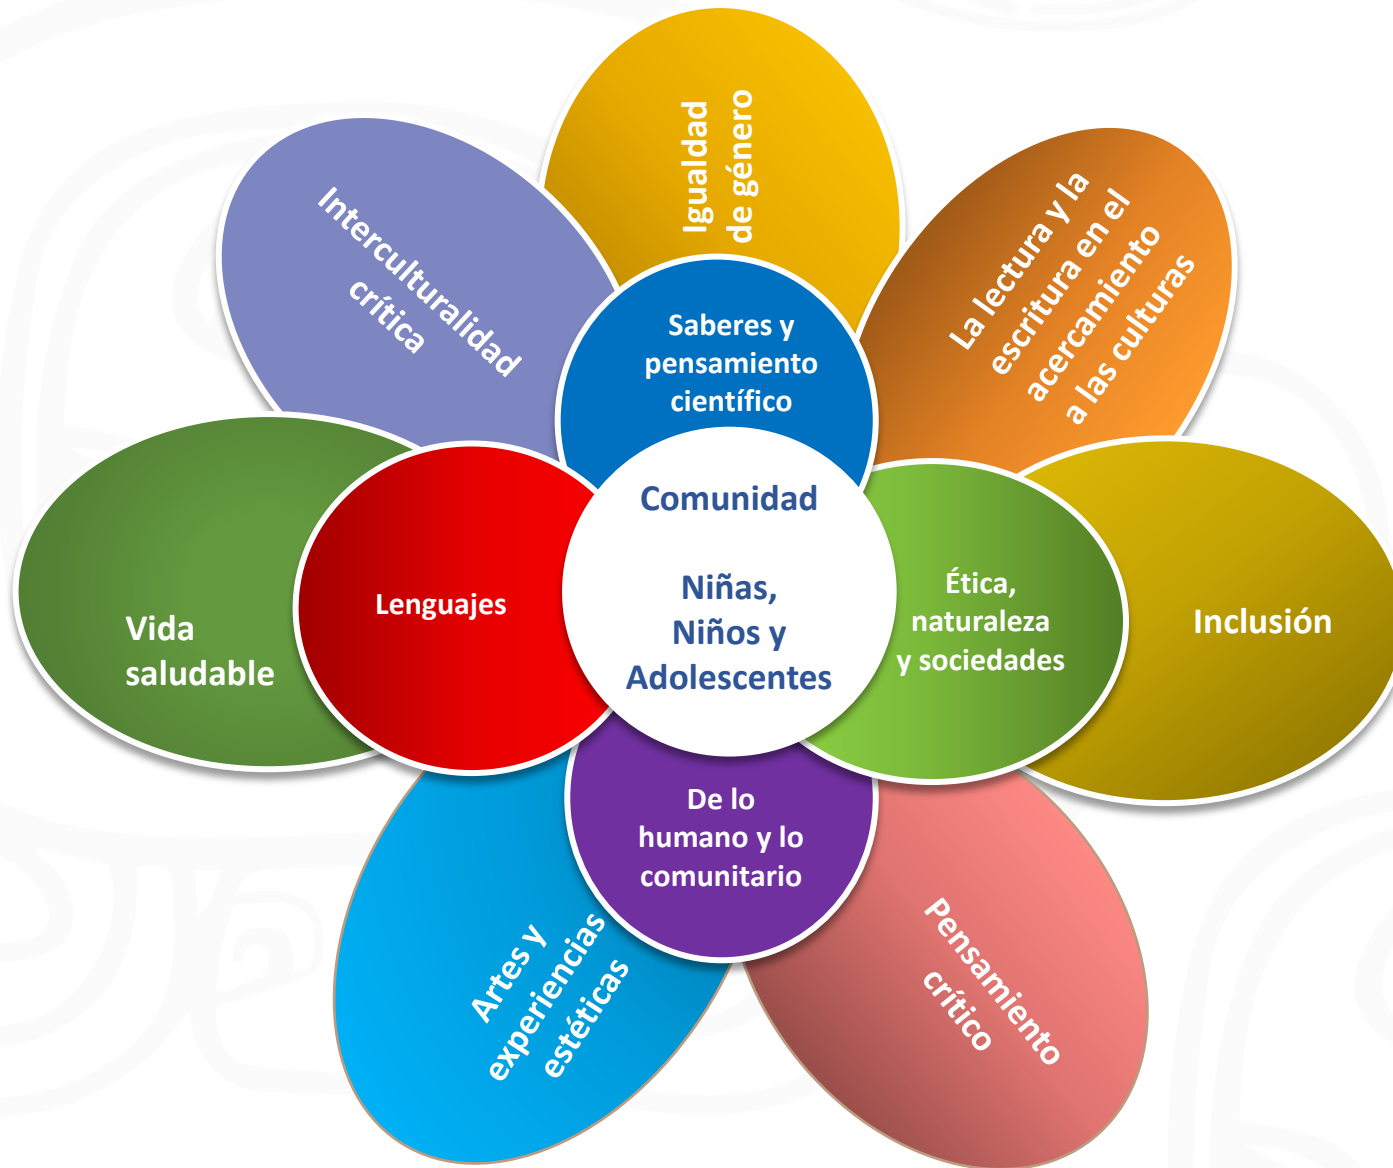 Igualdad
de género
Interculturalidad
crítica
La lectura y la
escritura en el
acercamiento
a las culturas
Saberes y
pensamiento
científico
Comunidad
Niñas,
Niños y
Adolescentes
Lenguajes
Ética,
naturaleza
y sociedades
Vida
saludable
Inclusión
De lo
humano y lo
comunitario
Artes y
experiencias
estéticas
Pensamiento
crítico